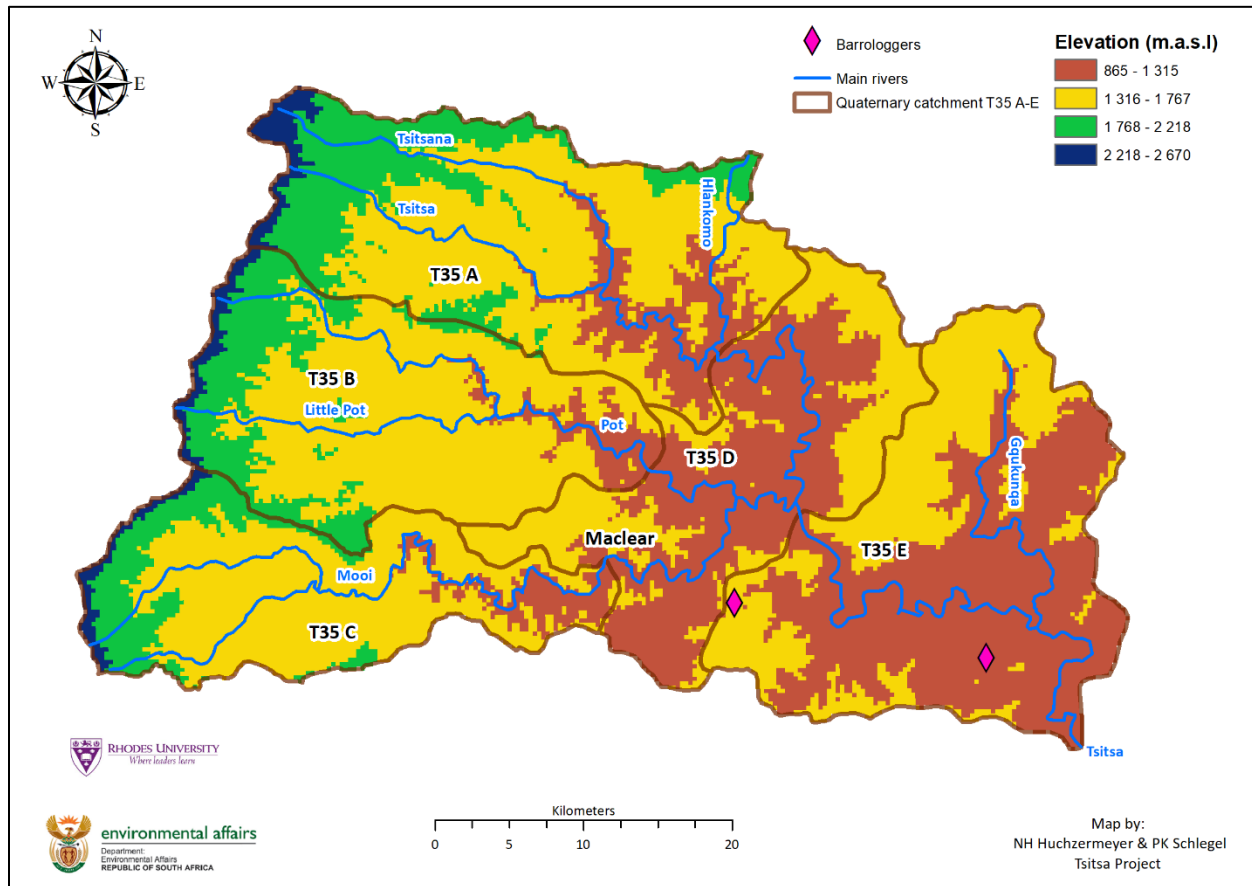 N
W E
S
Barrologgers
Main rivers
Quaternary catchment T35 A-E
Elevation (m.a.s.l)
865 - 1 315
1 316 - 1 767
1 768 - 2 218
2 218 - 2 670
Tsitsana
Tsitsa
Hlankomo
T35 A
T35 B
Little Pot
Pot
T35 D
Gqukunqa
Maclear
T35 E
Mooi
T35 C
Tsitsa
RHODES UNIVERSITY
Where leaders learn
environmental affairs
Department:
Environmental Affairs
REPUBLIC OF SOUTH AFRICA
Kilometers
0 5 10 20
Map by:
NH Huchzermeyer & PK Schlegel
Tsitsa Project